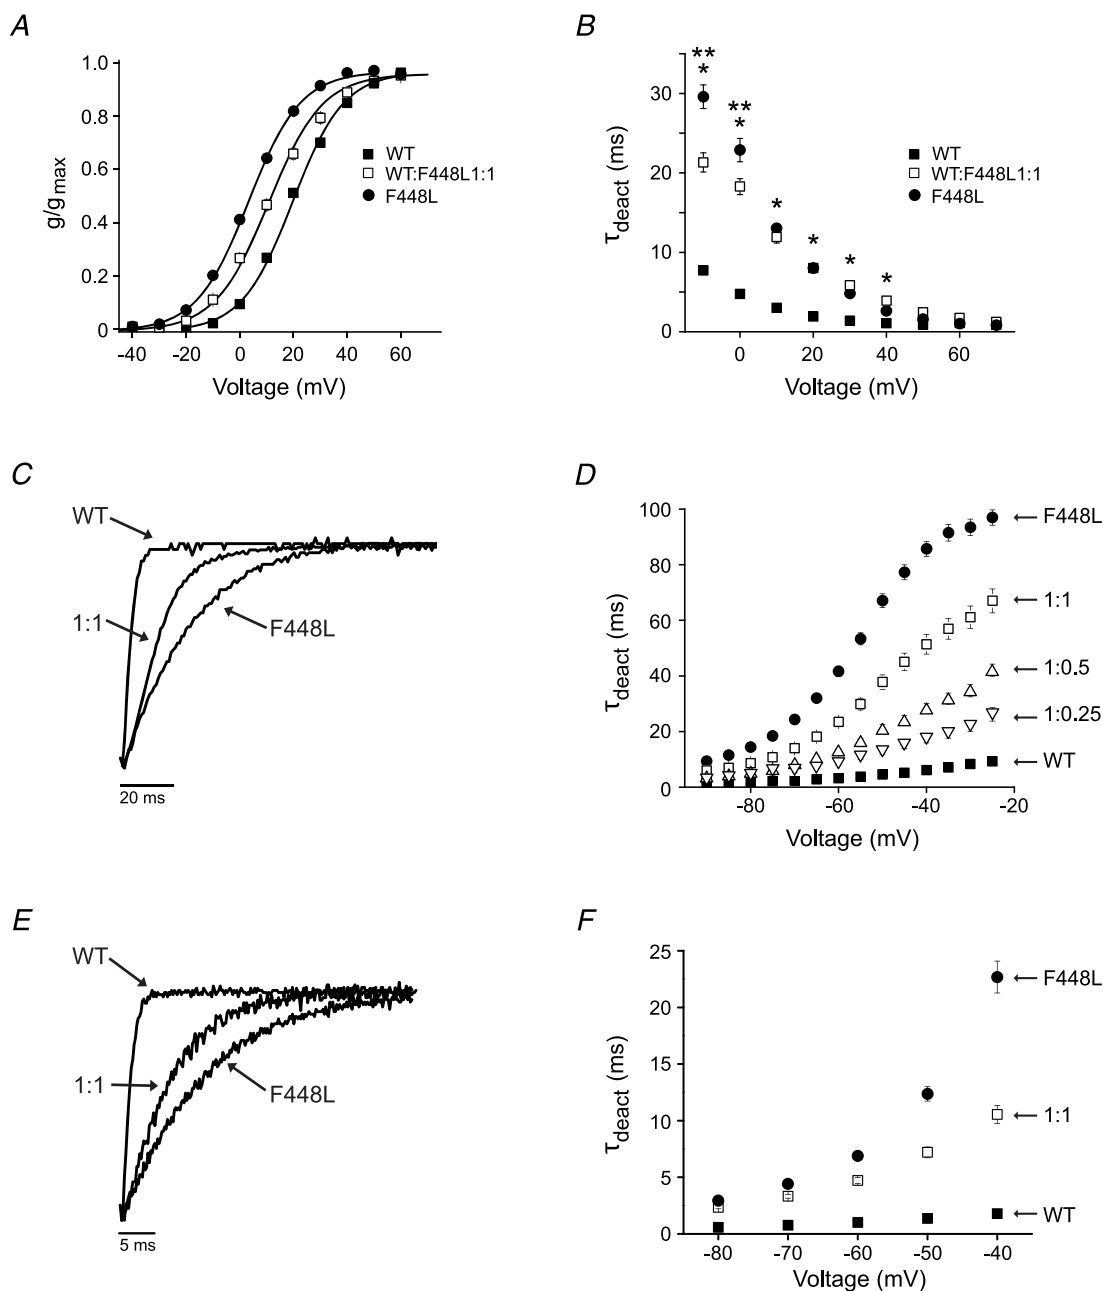 A
1.0
0.8
0.6
0.4
0.2
0
g/gmax
-40
-20
0
20
40
60
Voltage (mV)
WT
WT:F448L1:1
F448L
B
30
20
10
0
τdeact (ms)
**
*
**
*
*
*
*
*
WT
WT:F448L1:1
F448L
0
20
40
60
Voltage (mV)
C
WT
1:1
F448L
20 ms
D
100
80
60
40
20
0
τdeact (ms)
F448L
1:1
1:0.5
1:0.25
WT
-80
-60
-40
-20
Voltage (mV)
E
WT
1:1
F448L
5 ms
F
25
20
15
10
5
0
τdeact (ms)
F448L
1:1
WT
-80
-70
-60
-50
-40
Voltage (mV)